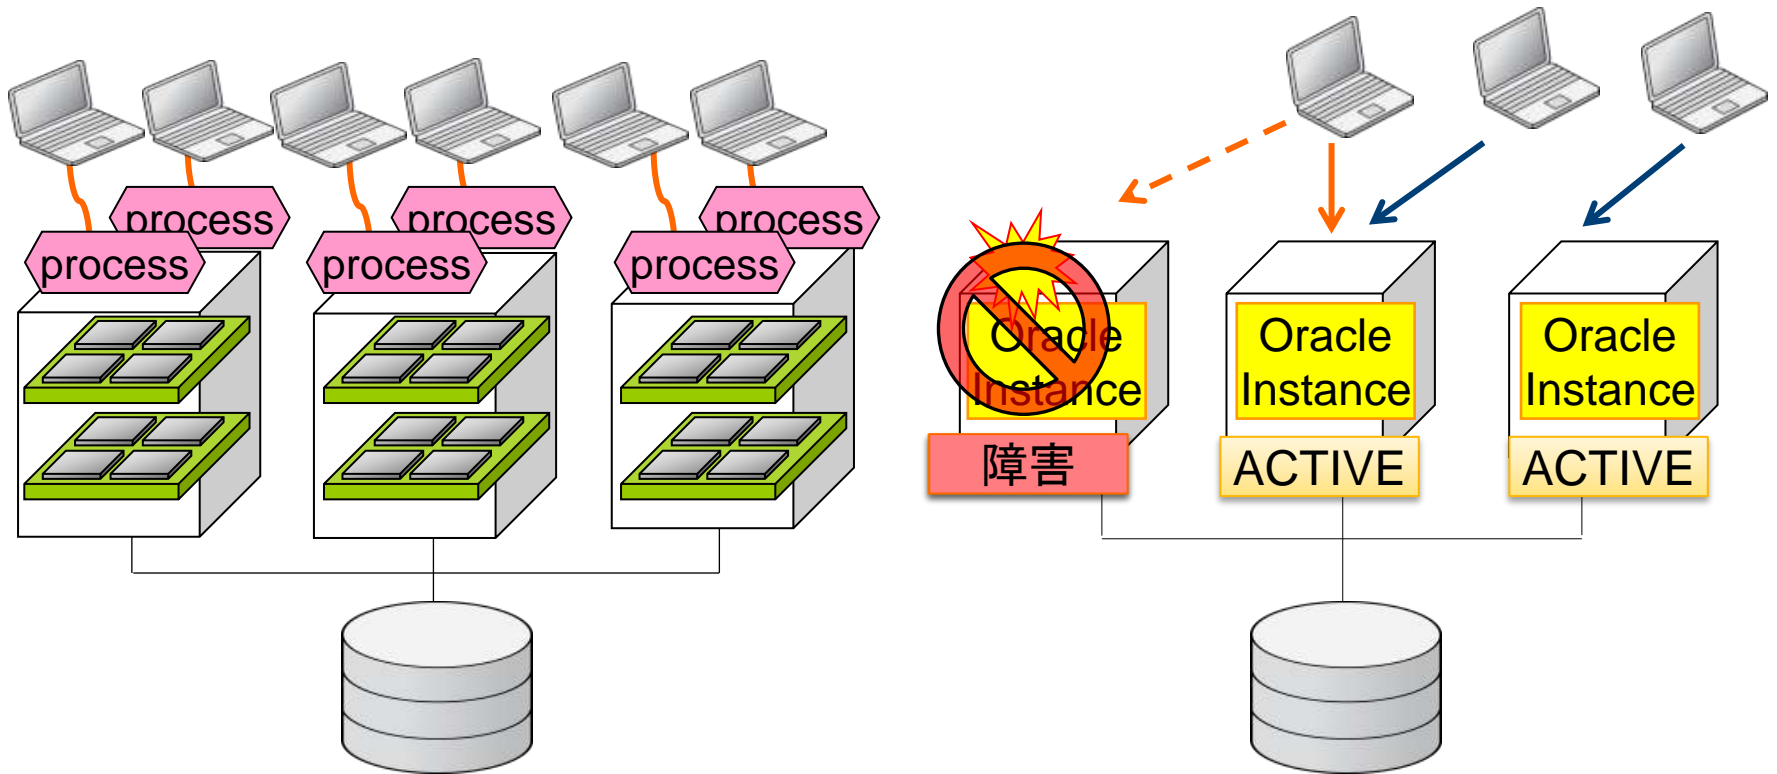 process
process
process
process
process
process
Oracle
Instance
障害
Oracle
Instance
ACTIVE
Oracle
Instance
ACTIVE